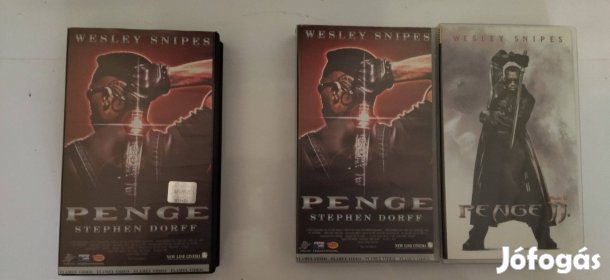 WESLEY SNIPES
PENGE
STEPHEN DORFF
NEW LINE CINEMA
WESLEY SNIPES
PENGE
STEPHEN DORFF
NEW LINE CINEMA
WESLEY SNIPES
PENGE II.
Jófogás